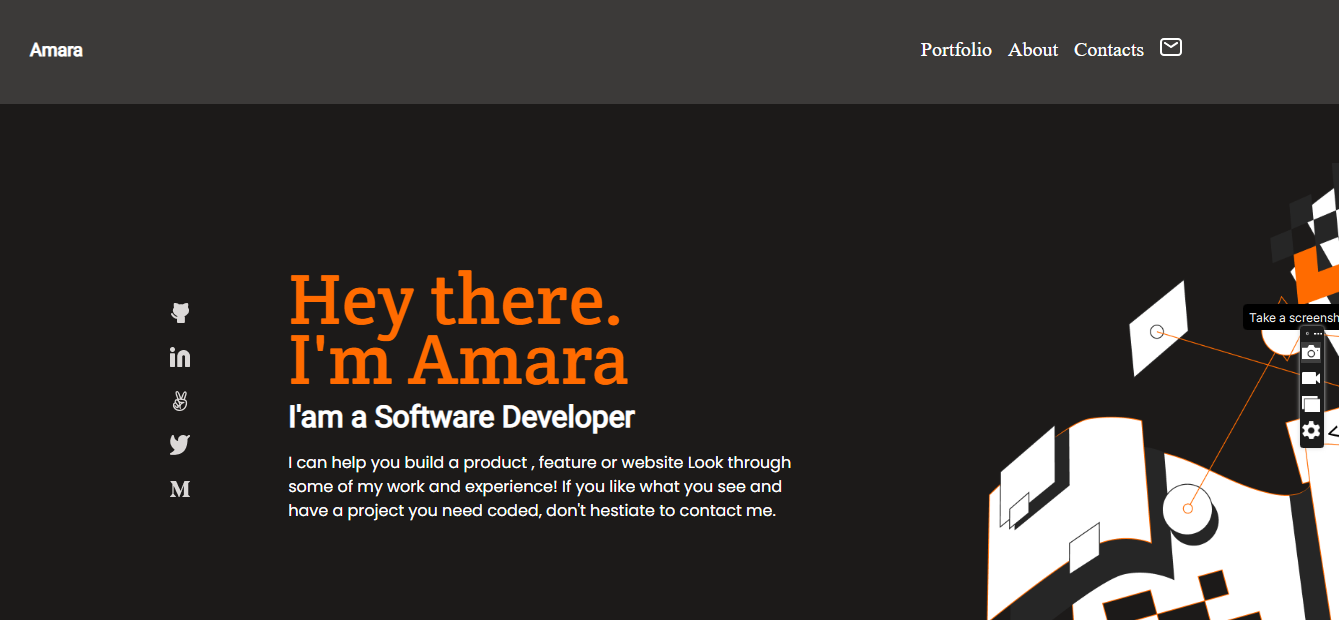 Amara
Portfolio About Contacts
Hey there.
I'm Amara
I'am a Software Developer
I can help you build a product , feature or website Look through
some of my work and experience! If you like what you see and
have a project you need coded, don't hestiate to contact me.
Take a screensh